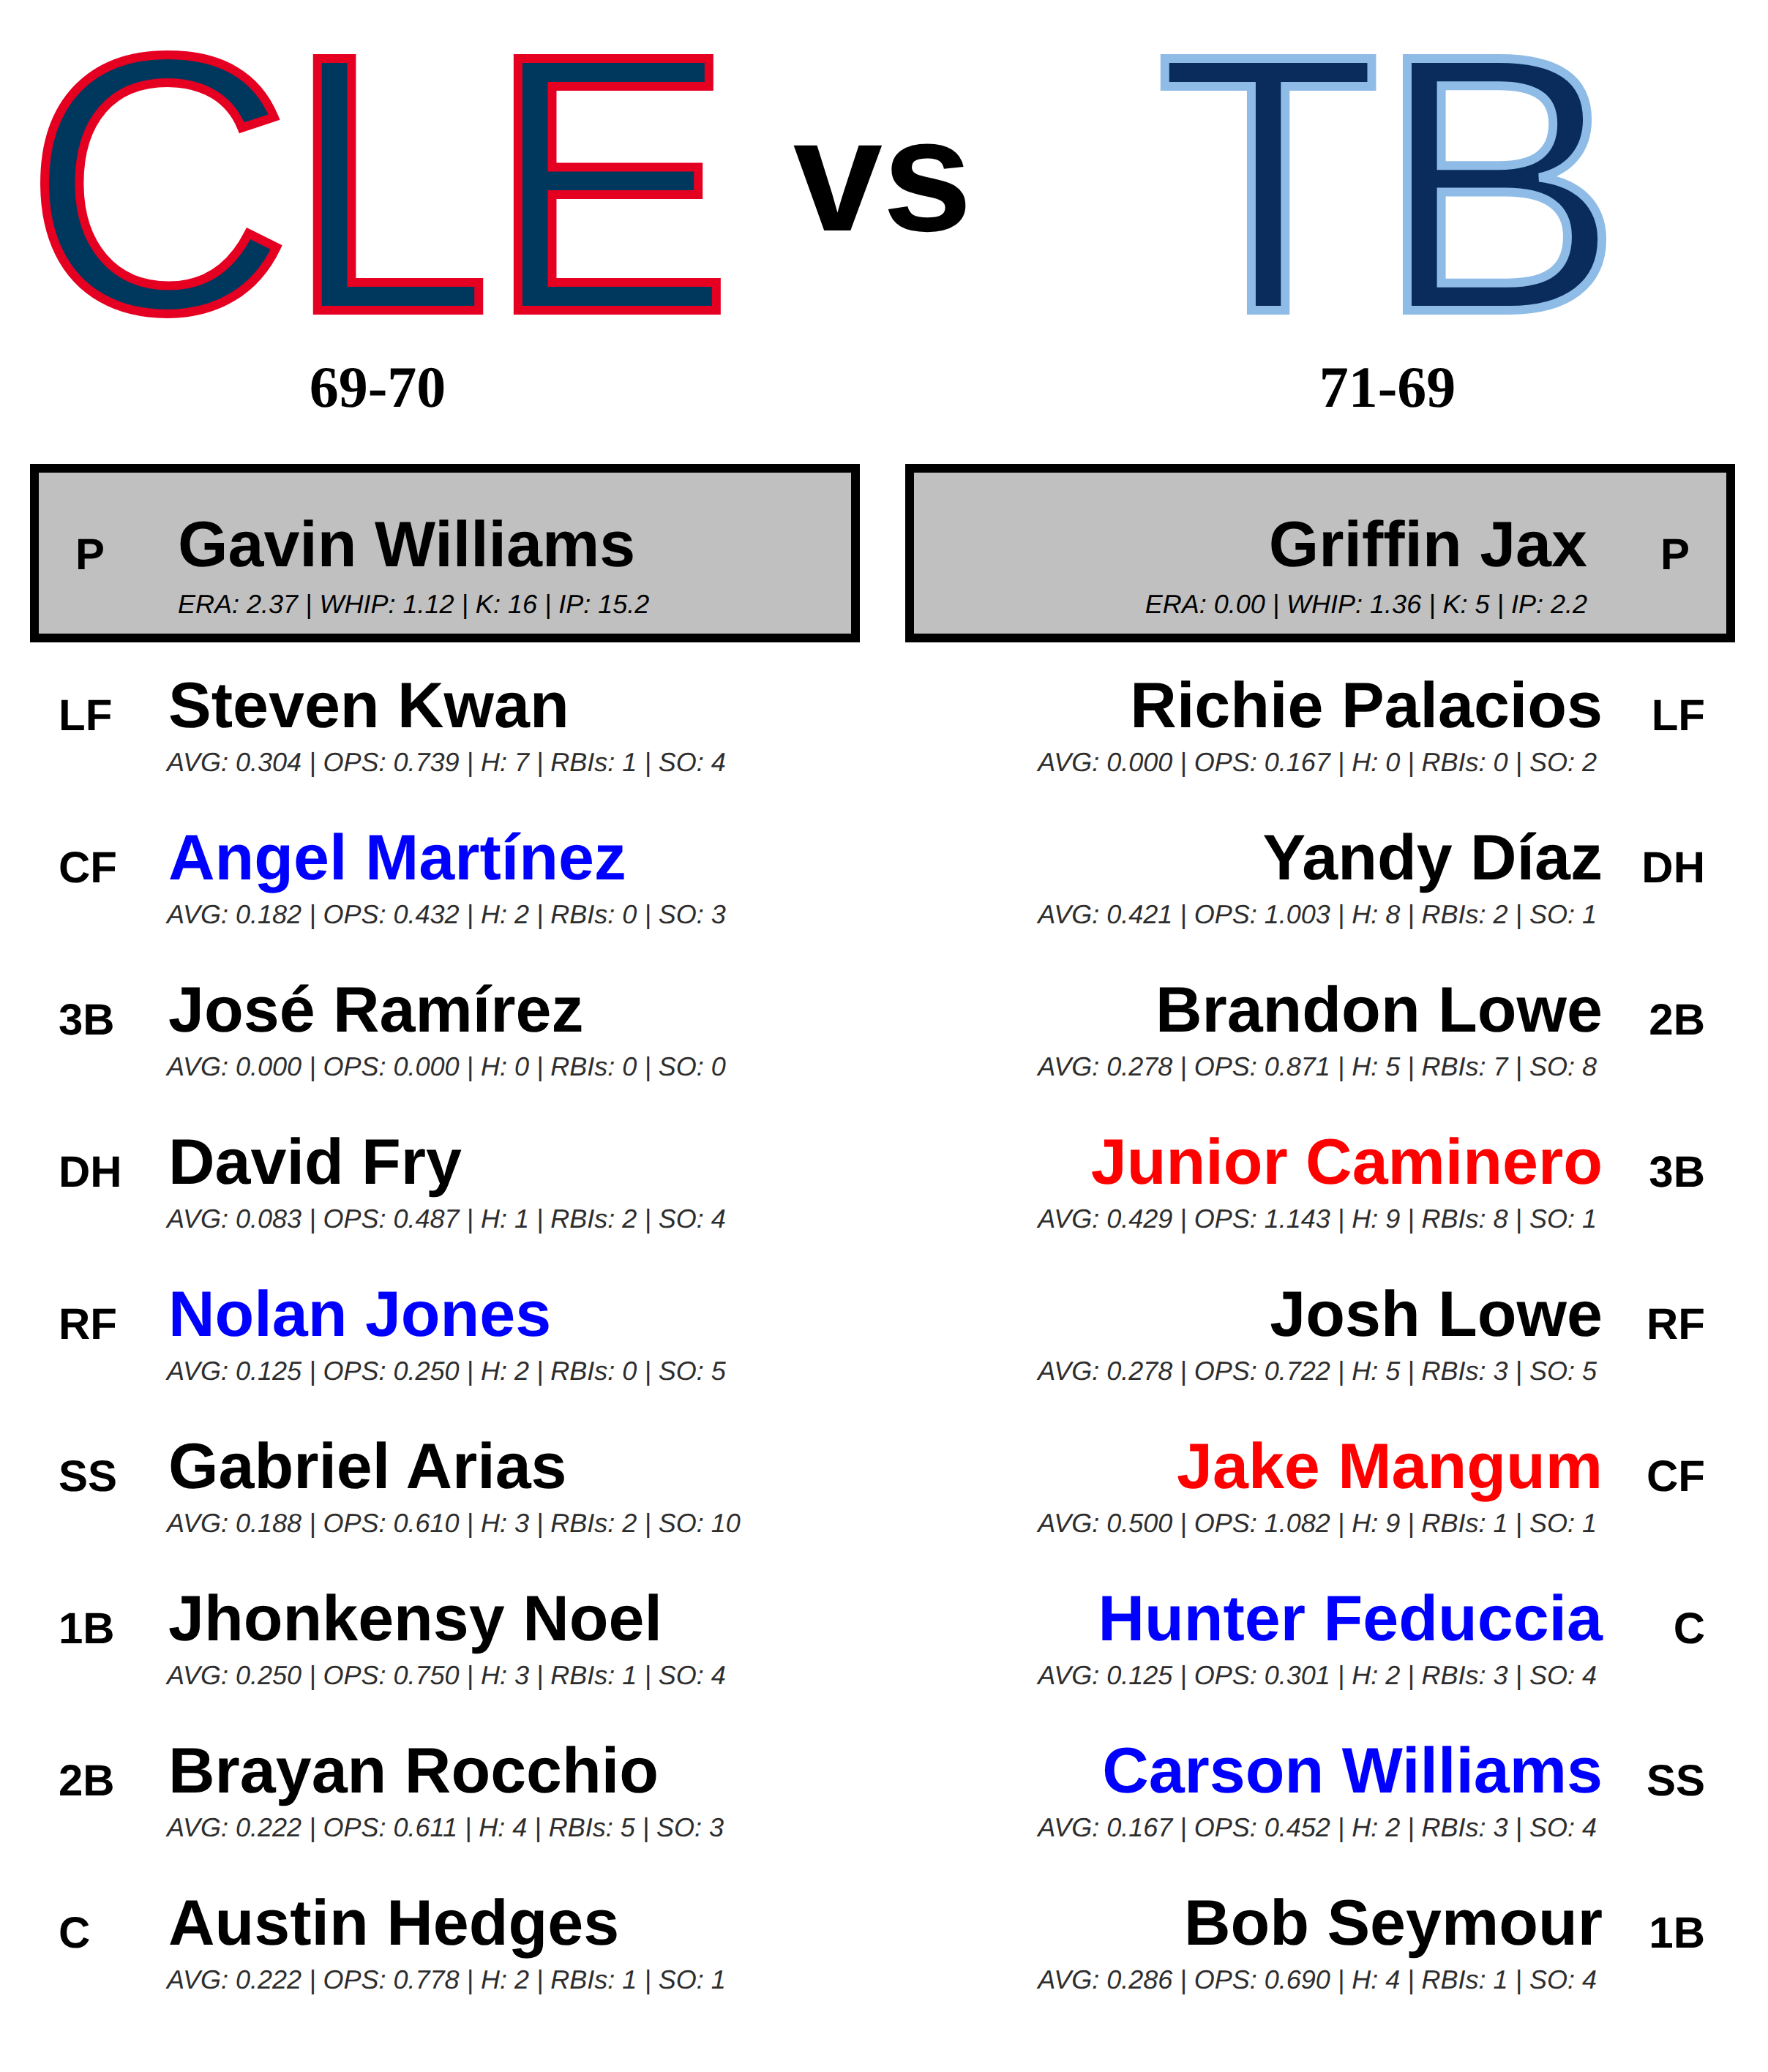 CLE vs TB
69-70
71-69
P Gavin Williams
ERA: 2.37 | WHIP: 1.12 | K: 16 | IP: 15.2
Griffin Jax P
ERA: 0.00 | WHIP: 1.36 | K: 5 | IP: 2.2
LF Steven Kwan
AVG: 0.304 | OPS: 0.739 | H: 7 | RBIs: 1 | SO: 4
CF Angel Martínez
AVG: 0.182 | OPS: 0.432 | H: 2 | RBIs: 0 | SO: 3
3B José Ramírez
AVG: 0.000 | OPS: 0.000 | H: 0 | RBIs: 0 | SO: 0
DH David Fry
AVG: 0.083 | OPS: 0.487 | H: 1 | RBIs: 2 | SO: 4
RF Nolan Jones
AVG: 0.125 | OPS: 0.250 | H: 2 | RBIs: 0 | SO: 5
SS Gabriel Arias
AVG: 0.188 | OPS: 0.610 | H: 3 | RBIs: 2 | SO: 10
1B Jhonkensy Noel
AVG: 0.250 | OPS: 0.750 | H: 3 | RBIs: 1 | SO: 4
2B Brayan Rocchio
AVG: 0.222 | OPS: 0.611 | H: 4 | RBIs: 5 | SO: 3
C Austin Hedges
AVG: 0.222 | OPS: 0.778 | H: 2 | RBIs: 1 | SO: 1
Richie Palacios LF
AVG: 0.000 | OPS: 0.167 | H: 0 | RBIs: 0 | SO: 2
Yandy Díaz DH
AVG: 0.421 | OPS: 1.003 | H: 8 | RBIs: 2 | SO: 1
Brandon Lowe 2B
AVG: 0.278 | OPS: 0.871 | H: 5 | RBIs: 7 | SO: 8
Junior Caminero 3B
AVG: 0.429 | OPS: 1.143 | H: 9 | RBIs: 8 | SO: 1
Josh Lowe RF
AVG: 0.278 | OPS: 0.722 | H: 5 | RBIs: 3 | SO: 5
Jake Mangum CF
AVG: 0.500 | OPS: 1.082 | H: 9 | RBIs: 1 | SO: 1
Hunter Feduccia C
AVG: 0.125 | OPS: 0.301 | H: 2 | RBIs: 3 | SO: 4
Carson Williams SS
AVG: 0.167 | OPS: 0.452 | H: 2 | RBIs: 3 | SO: 4
Bob Seymour 1B
AVG: 0.286 | OPS: 0.690 | H: 4 | RBIs: 1 | SO: 4